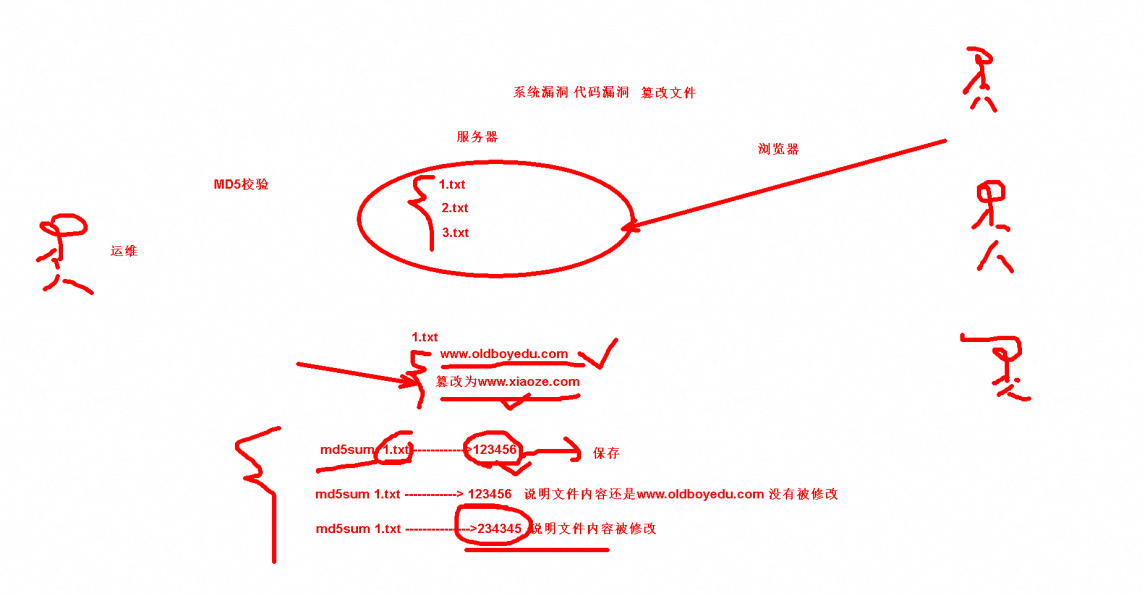 系统漏洞 代码漏洞 篡改文件
服务器
浏览器
MD5校验
1.txt
2.txt
3.txt
运维
1.txt
www.oldboyedu.com
篡改为www.xiaoze.com
md5sum 1.txt ------------->123456 保存
md5sum 1.txt ------------> 123456 说明文件内容还是www.oldboyedu.com 没有被修改
md5sum 1.txt --------------->234345 说明文件内容被修改